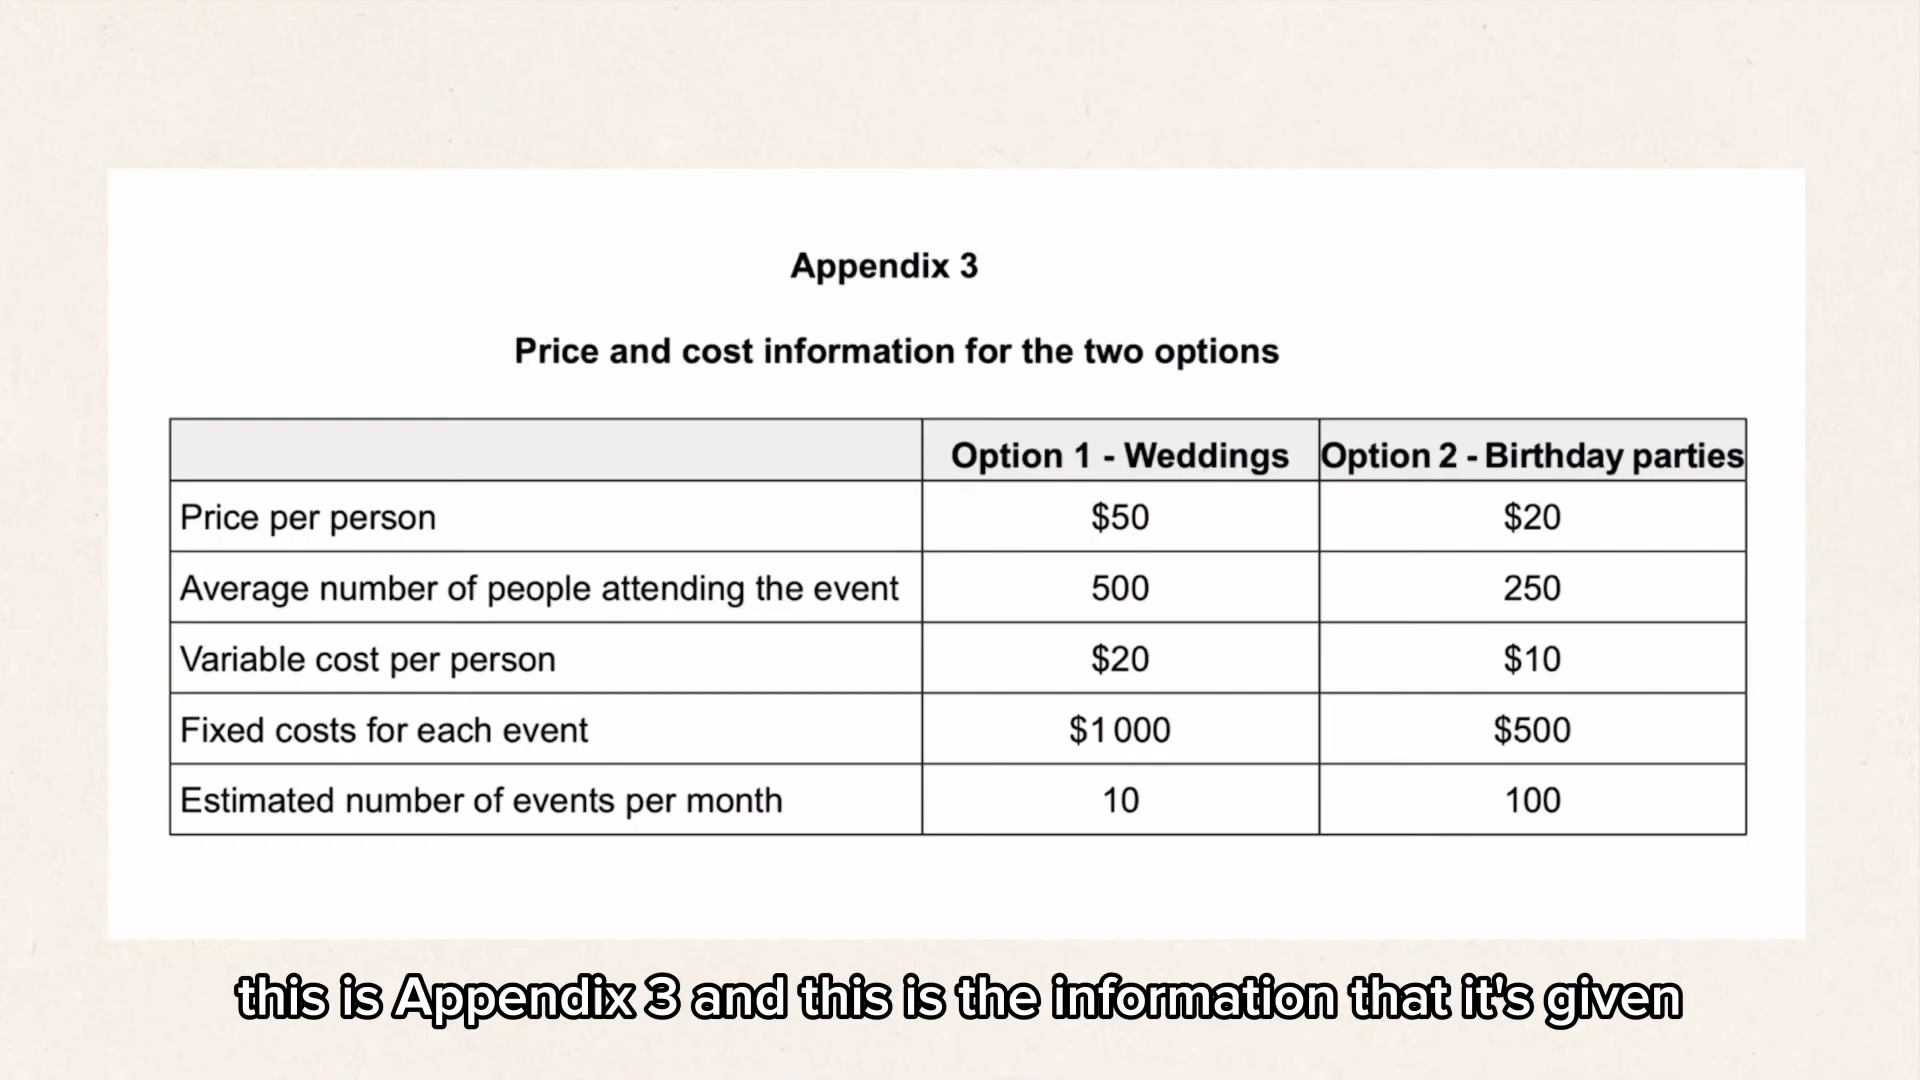 Appendix 3
Price and cost information for the two options
Option 1 - Weddings Option 2 - Birthday parties
Price per person $50 $20
Average number of people attending the event 500 250
Variable cost per person $20 $10
Fixed costs for each event $1 000 $500
Estimated number of events per month 10 100
this is Appendix 3 and this is the information that it's given